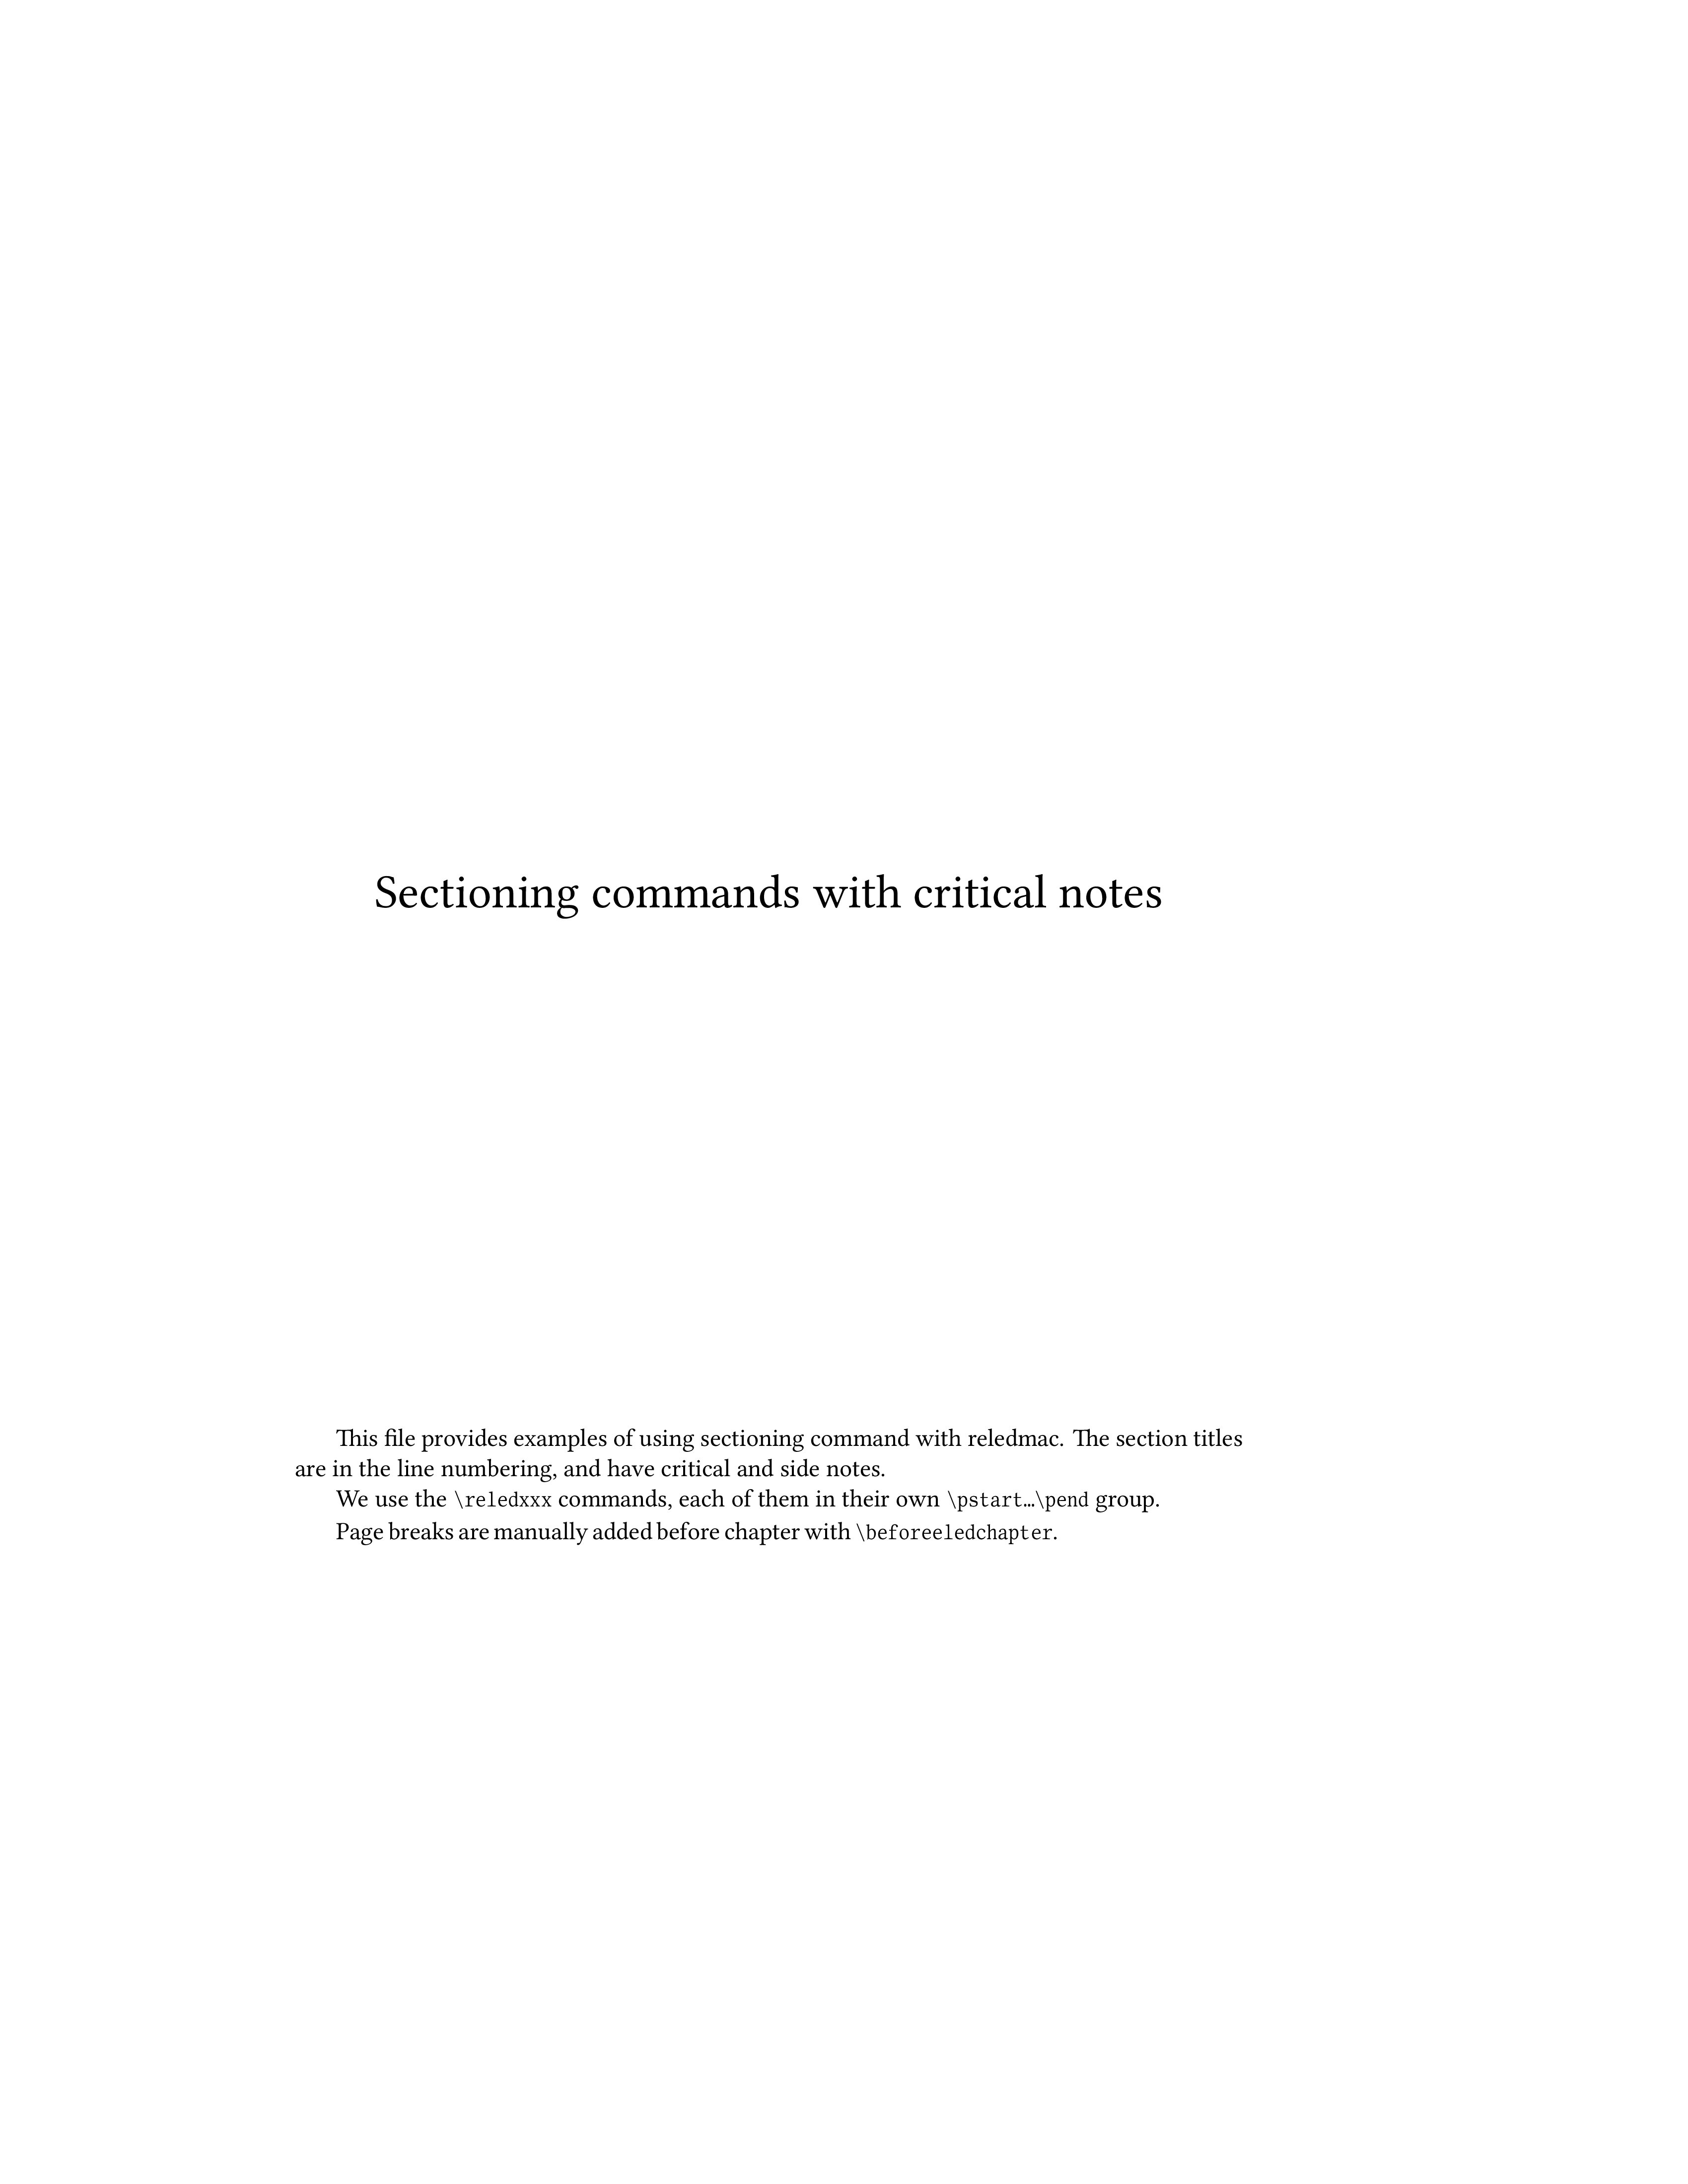 Sectioning commands with critical notes
This file provides examples of using sectioning command with reledmac. The section titles
are in the line numbering, and have critical and side notes.
We use the \reledxxx commands, each of them in their own \pstart…\pend group.
Page breaks are manually added before chapter with \beforeeledchapter.